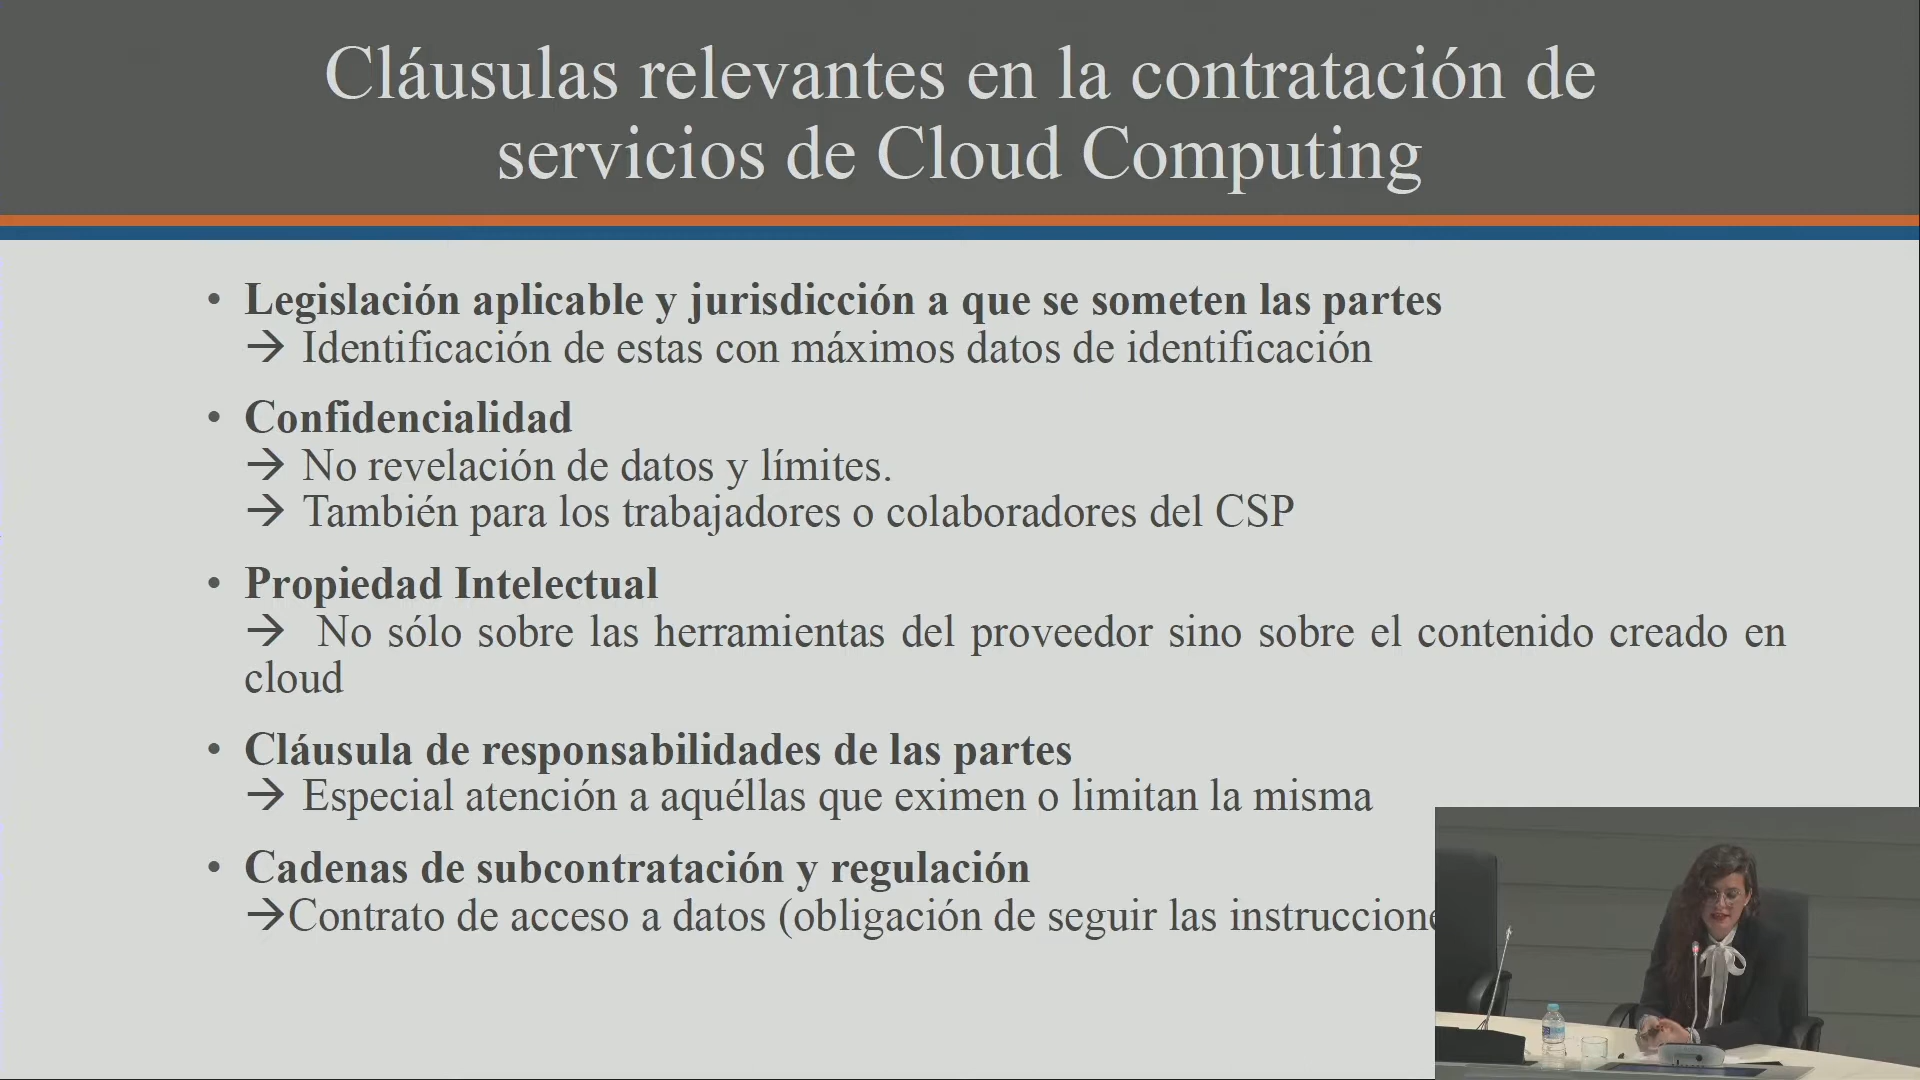 Cláusulas relevantes en la contratación de
servicios de Cloud Computing
• Legislación aplicable y jurisdicción a que se someten las partes
→ Identificación de estas con máximos datos de identificación
• Confidencialidad
→ No revelación de datos y límites.
→ También para los trabajadores o colaboradores del CSP
• Propiedad Intelectual
→ No sólo sobre las herramientas del proveedor sino sobre el contenido creado en
cloud
• Cláusula de responsabilidades de las partes
→ Especial atención a aquéllas que eximen o limitan la misma
• Cadenas de subcontratación y regulación
→Contrato de acceso a datos (obligación de seguir las